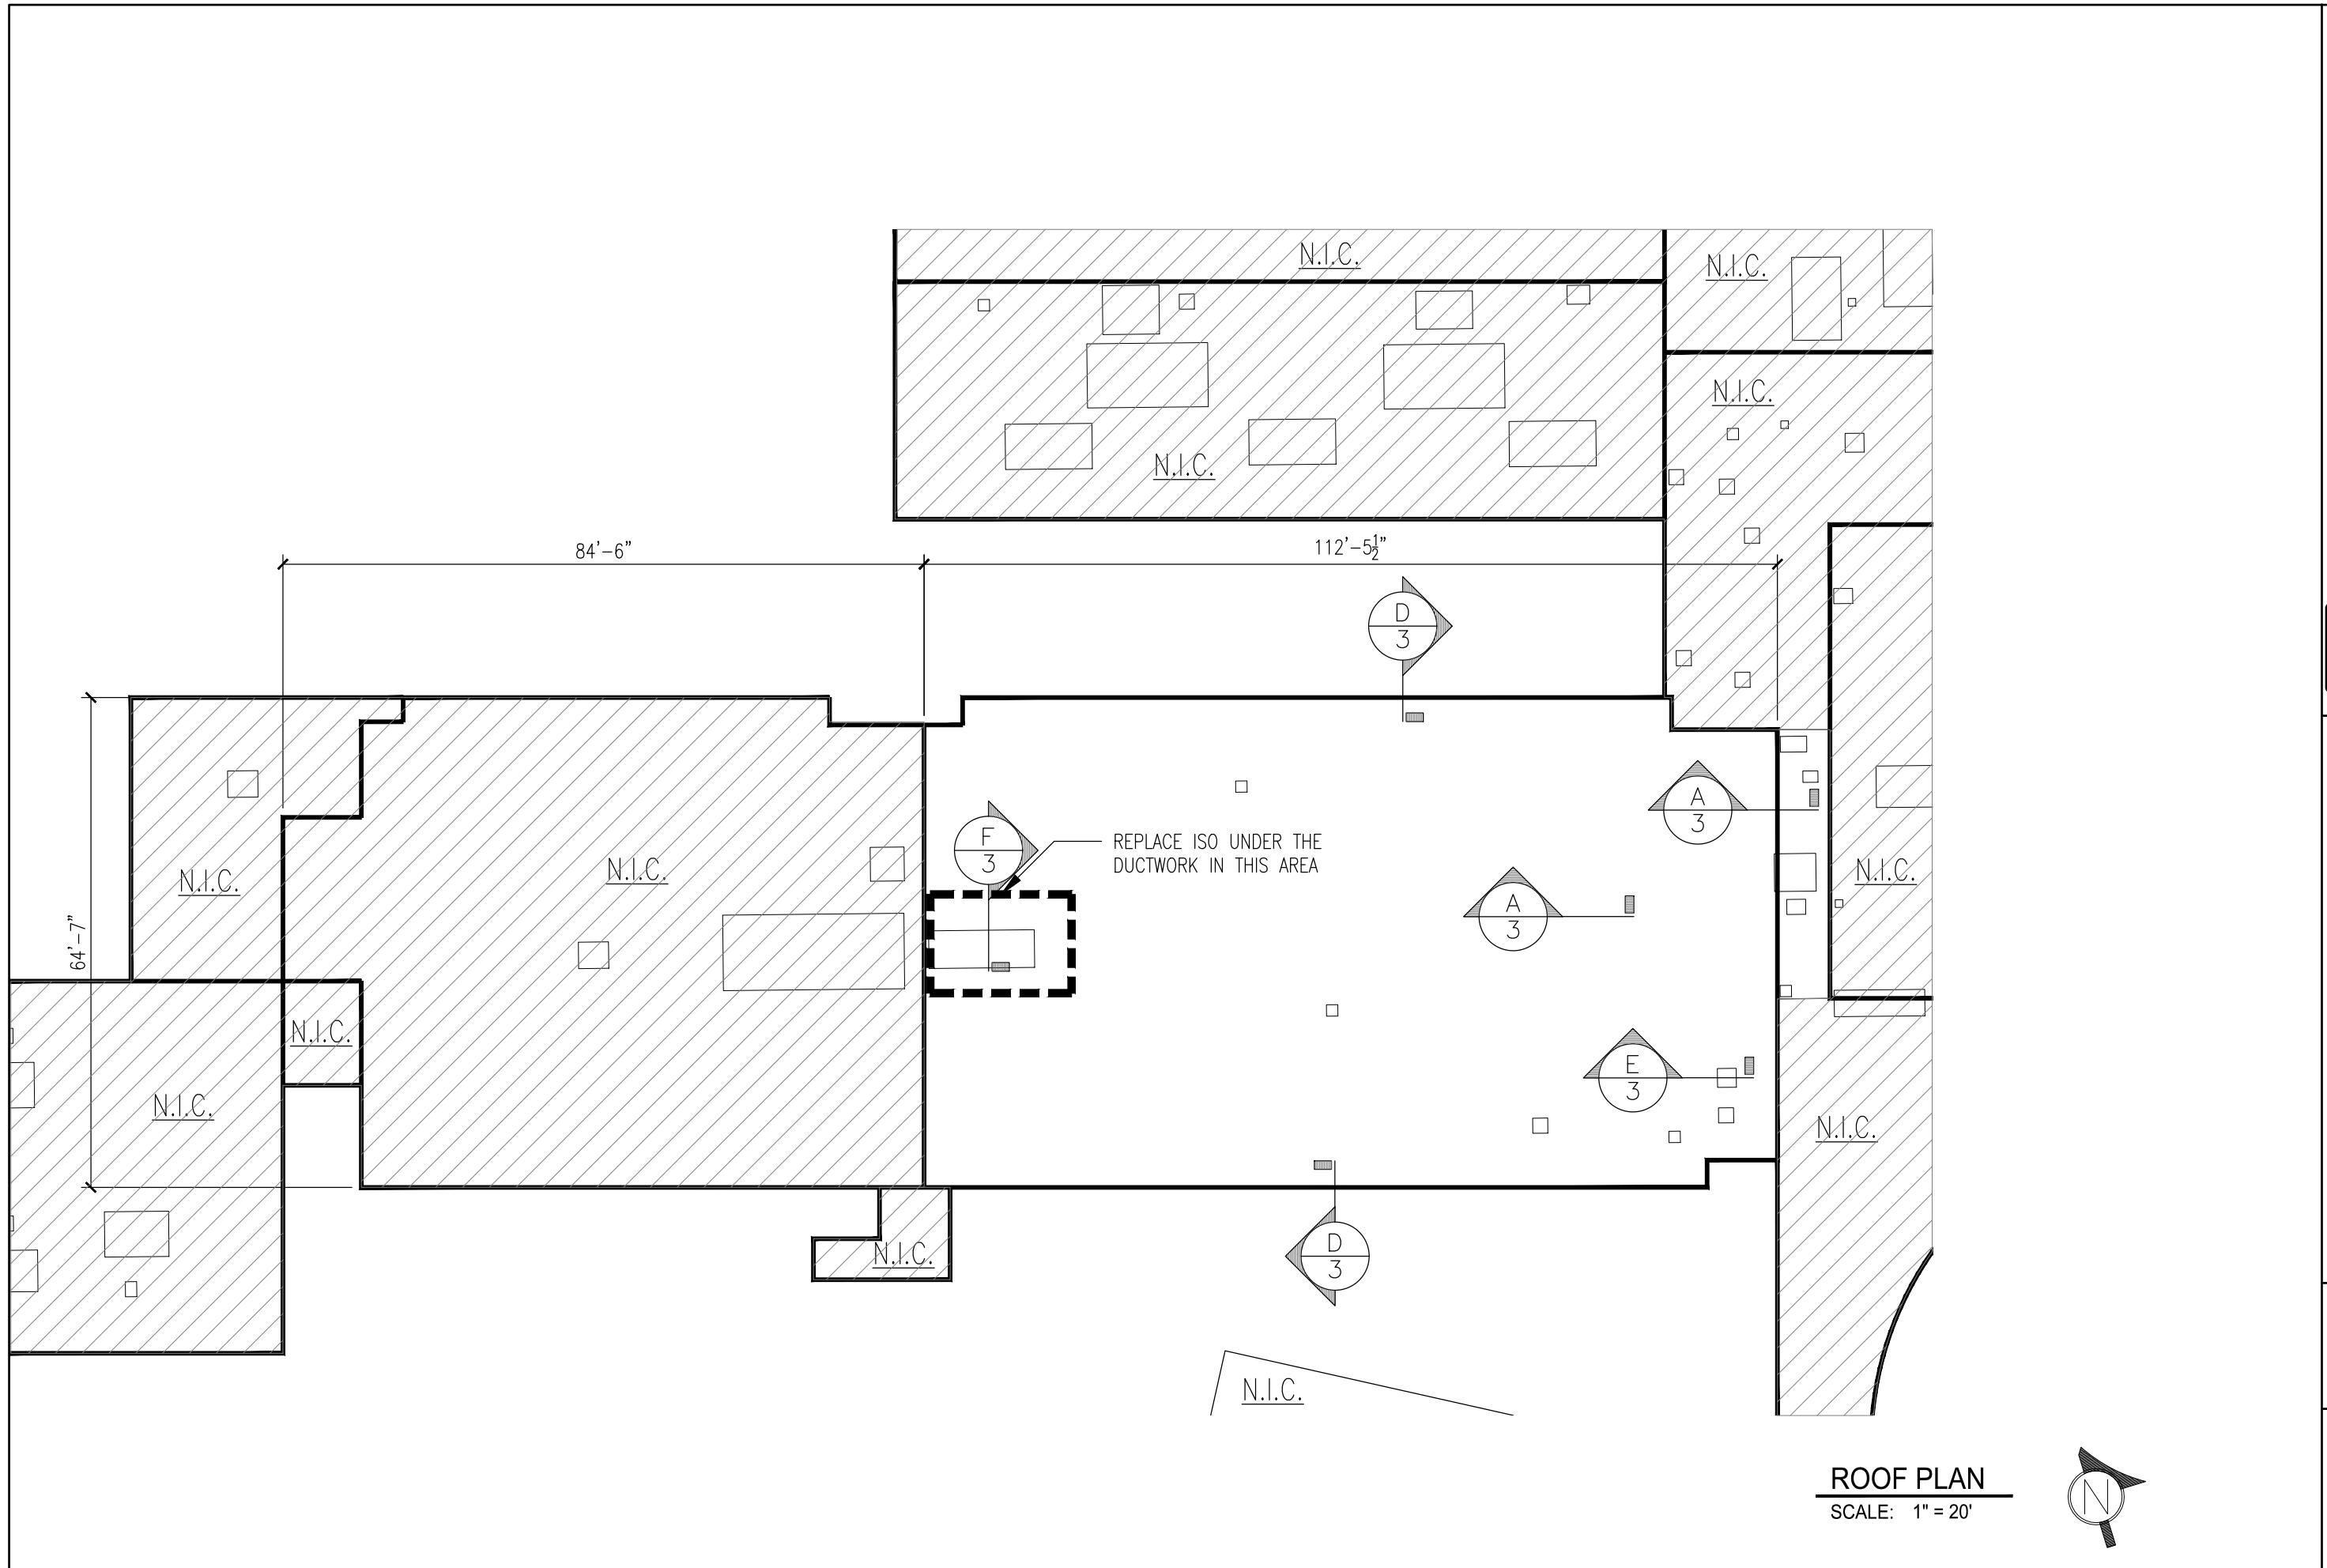 N.I.C.
N.I.C.
N.I.C.
N.I.C.
84'-6"
112'-5½"
D
3
A
3
F
3
REPLACE ISO UNDER THE
DUCTWORK IN THIS AREA
N.I.C.
N.I.C.
N.I.C.
A
3
64'-7"
N.I.C.
E
3
N.I.C.
N.I.C.
D
3
N.I.C.
N.I.C.
ROOF PLAN
SCALE: 1" = 20'
N